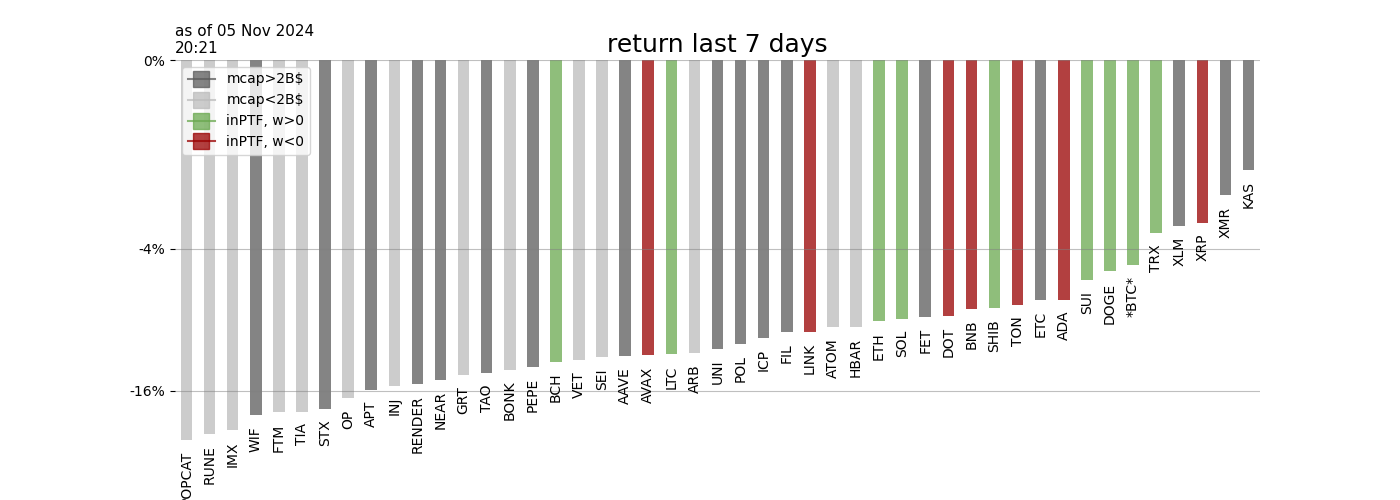 as of 05 Nov 2024
20:21
return last 7 days
0%
-4%
-16%
mcap>2B$
mcap<2B$
inPTF, w>0
inPTF, w<0
OPCAT
RUNE
IMX
WIF
FTM
TIA
STX
OP
APT
INJ
RENDER
NEAR
GRT
TAO
BONK
PEPE
BCH
VET
SEI
AAVE
AVAX
LTC
ARB
UNI
POL
ICP
FIL
LINK
ATOM
HBAR
ETH
SOL
FET
DOT
BNB
SHIB
TON
ETC
ADA
SUI
DOGE
*BTC*
TRX
XLM
XRP
XMR
KAS